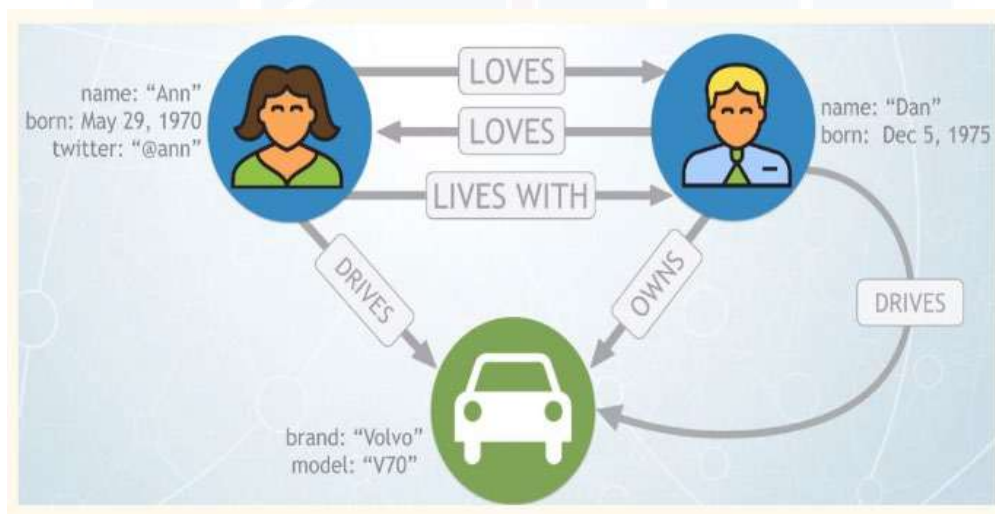 LOVES
name: “Ann”
born: May 29, 1970
twitter: “@ann”
name: “Dan”
born: Dec 5, 1975
LOVES
LIVES WITH
DRIVES
OWNS
DRIVES
brand: “Volvo”
model: “V70”